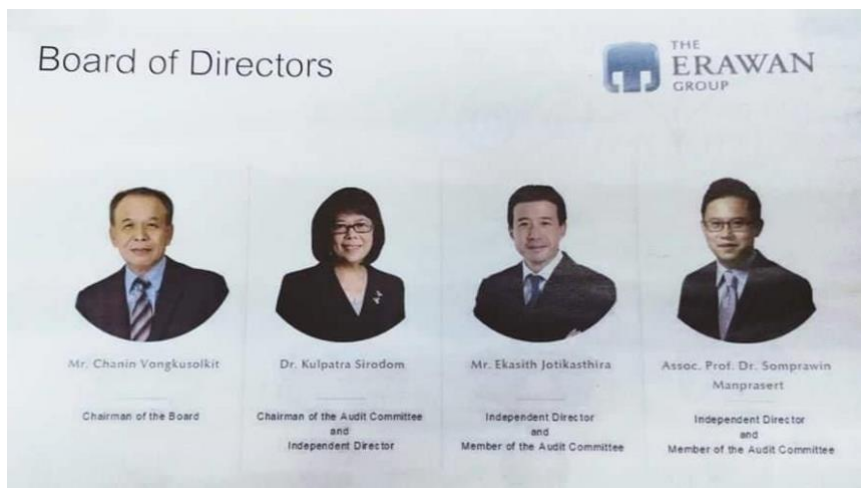 Board of Directors
THE
ERAWAN
GROUP
Mr. Chanin Vongkusolkit
Chairman of the Board
Dr. Kulpatra Sirodom
Chairman of the Audit Committee
and
Independent Director
Mr. Ekasith Jotikasthira
Independent Director
and
Member of the Audit Committee
Assoc. Prof. Dr. Somprawin
Manprasert
Independent Director
and
Member of the Audit Committee